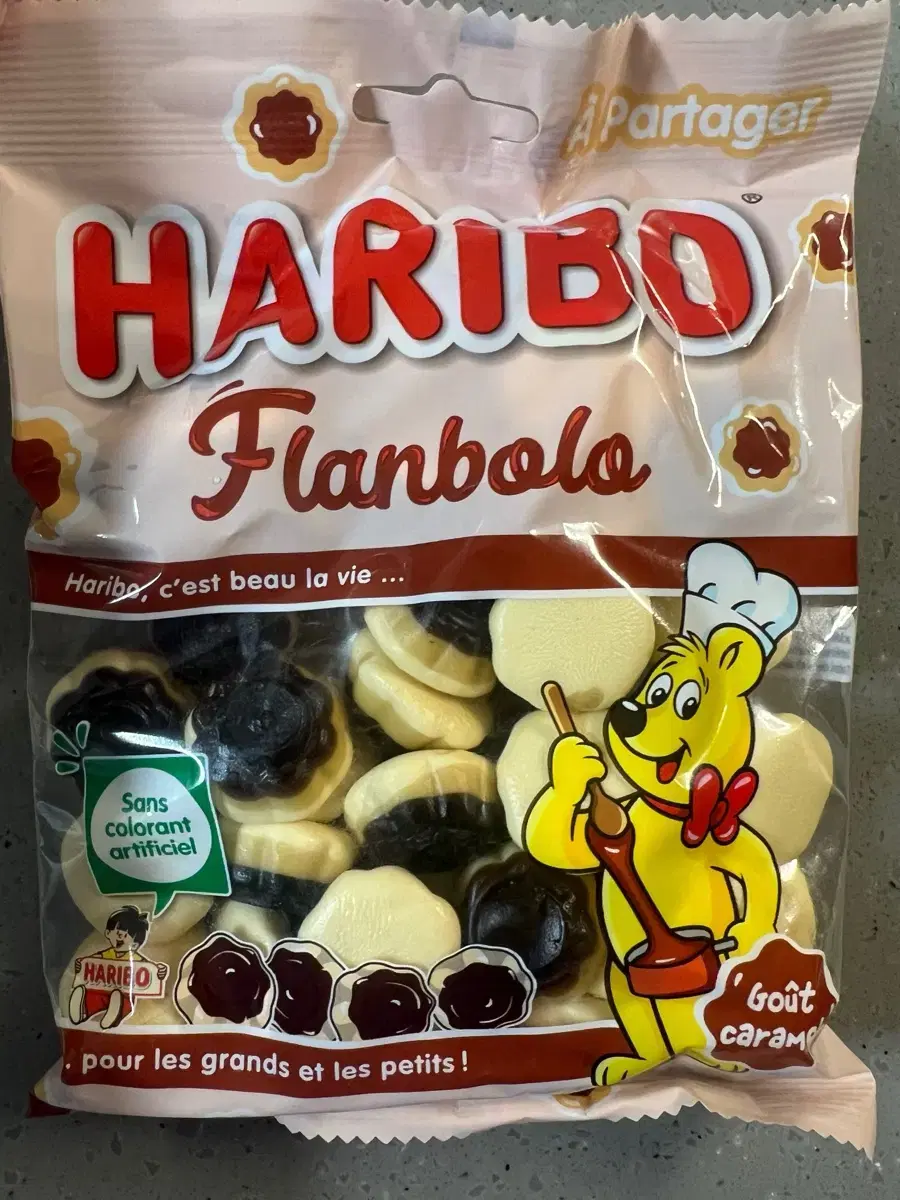 À Partager
HARIBO®
Flanbolo
Haribo, c'est beau la vie ...
Sans
colorant
artificiel
HARIBO
Goût
. pour les grands et les petits !